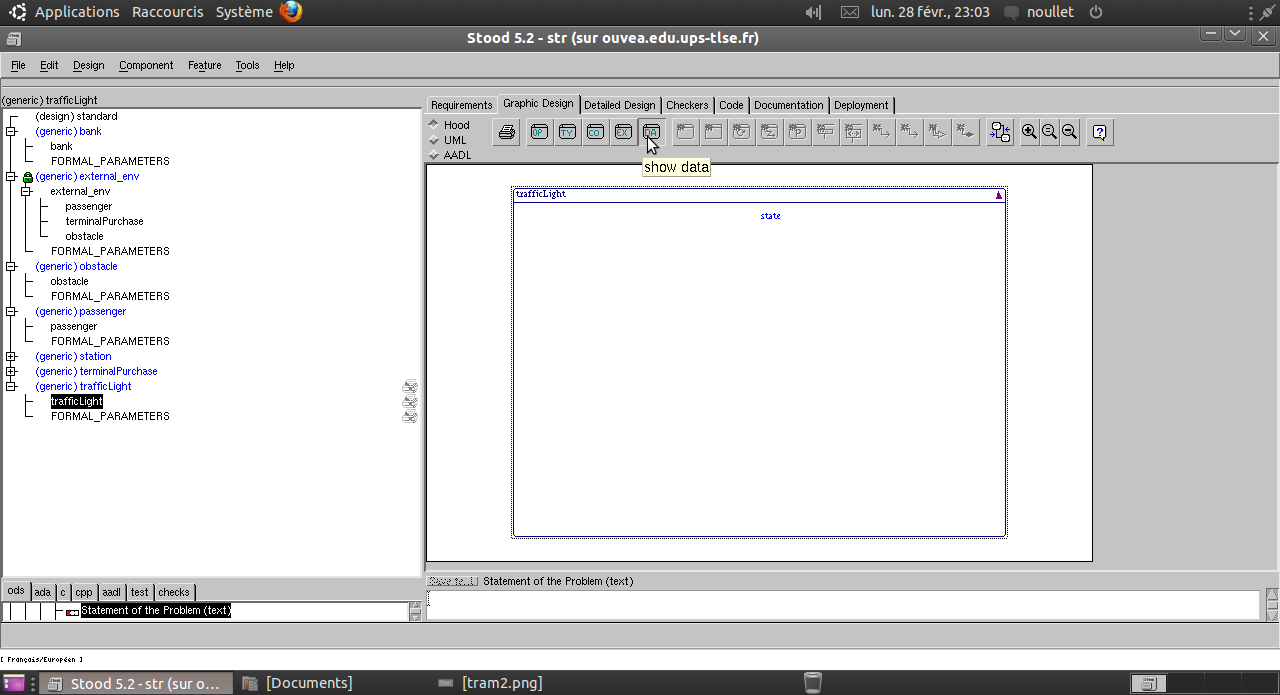 Applications Raccourcis Système lun. 28 févr., 23:03 noullet
Stood 5.2 - str (sur ouvea.edu.ups-tlse.fr)
File Edit Design Component Feature Tools Help
(generic) trafficLight
(design) standard
(generic) bank
bank
FORMAL_PARAMETERS
(generic) external_env
external_env
passenger
terminalPurchase
obstacle
FORMAL_PARAMETERS
(generic) obstacle
obstacle
FORMAL_PARAMETERS
(generic) passenger
passenger
FORMAL_PARAMETERS
(generic) station
(generic) terminalPurchase
(generic) trafficLight
trafficLight
FORMAL_PARAMETERS
Requirements Graphic Design Detailed Design Checkers Code Documentation Deployment
Hood
UML
AADL
OP TY CO EX DA
show data
trafficLight
state
ods ada c cpp aadl test checks
Statement of the Problem (text)
Statement of the Problem (text)
[ Français/Européen ]
Stood 5.2 - str (sur o... [Documents] [tram2.png]